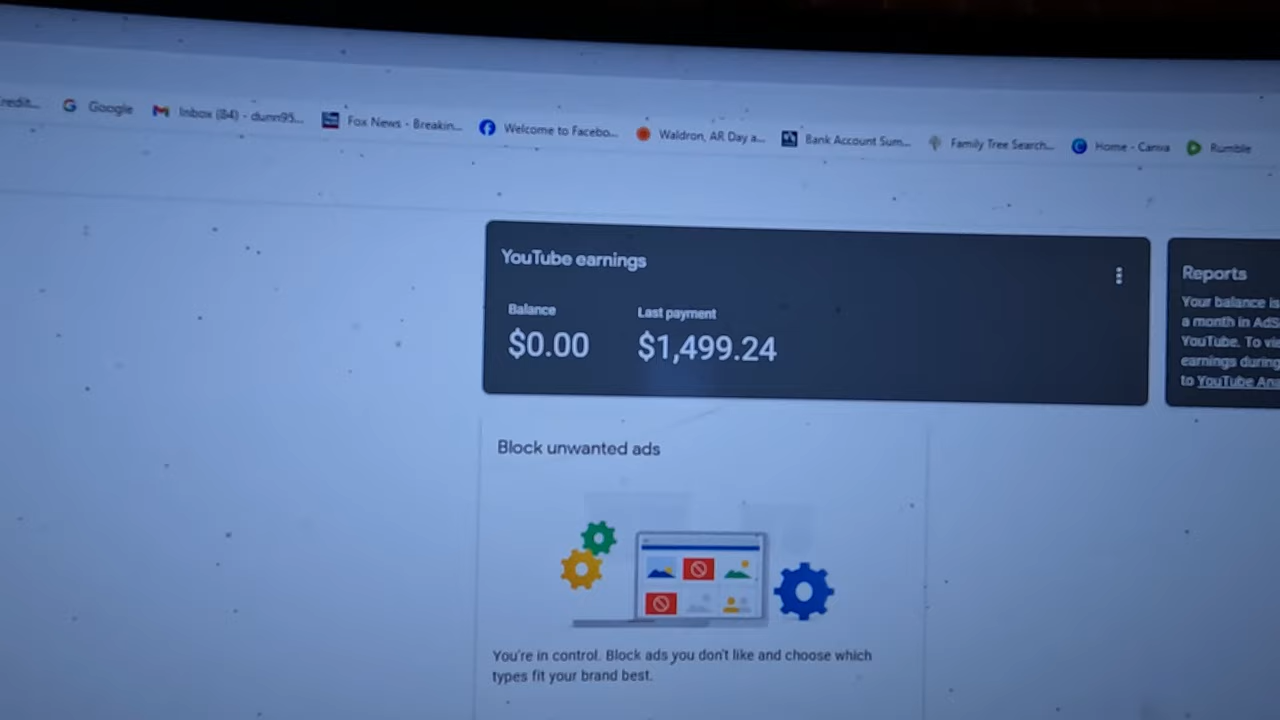 redit...
Google
Inbox (84) - dunn95...
Fox News - Breakin...
Welcome to Facebo...
Waldron, AR Day a...
Bank Account Sum...
Family Tree Search...
Home - Canva
Rumble
YouTube earnings
Balance
Last payment
$0.00
$1,499.24
Reports
Your balance is
a month in AdS
YouTube. To vie
earnings during
to YouTube Ana
Block unwanted ads
You're in control. Block ads you don't like and choose which
types fit your brand best.